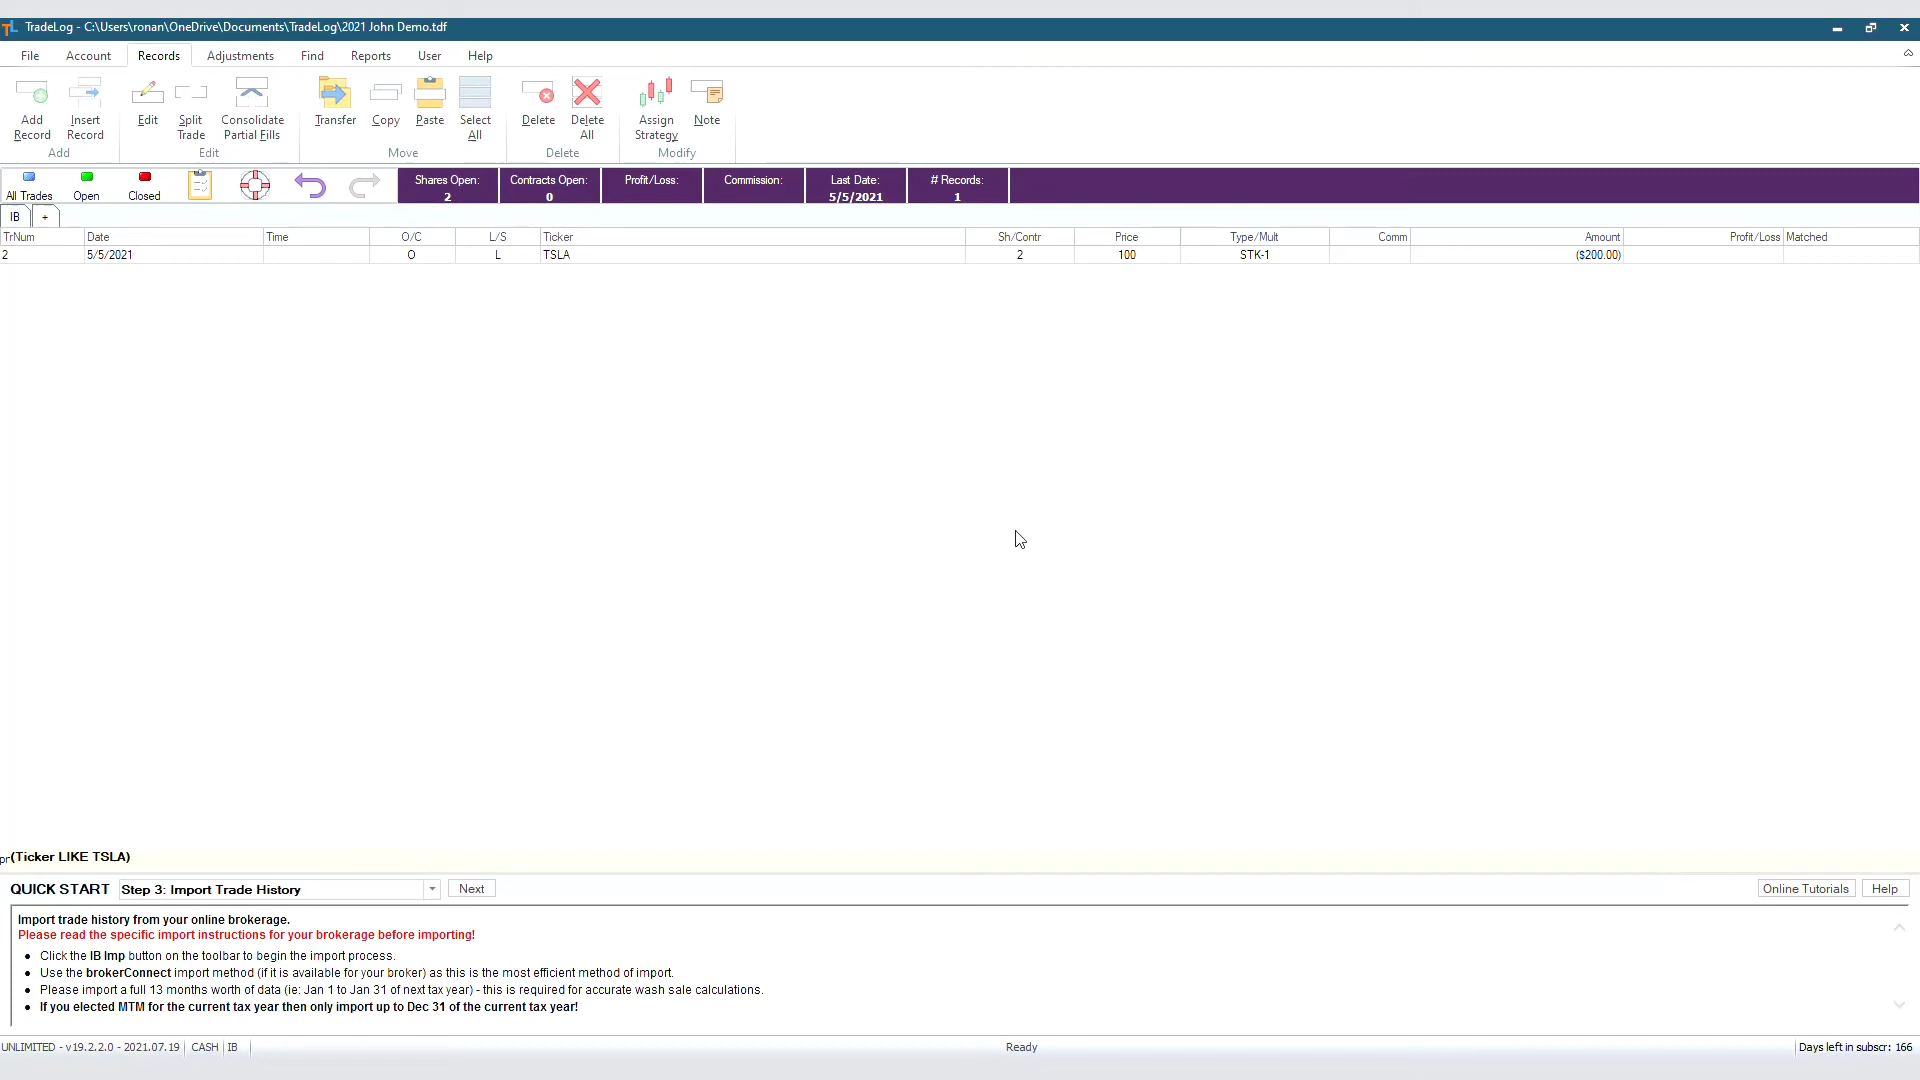 TradeLog - C:\Users\ronan\OneDrive\Documents\TradeLog\2021 John Demo.tdf
File Account Records Adjustments Find Reports User Help
Add Record Insert Record Edit Split Trade Consolidate Partial Fills Transfer Copy Paste Select All Delete Delete All Assign Strategy Note
Add Edit Move Delete Modify
All Trades Open Closed
Shares Open: 2 Contracts Open: 0 Profit/Loss: Commission: Last Date: 5/5/2021 # Records: 1
IB +
TrNum Date Time O/C L/S Ticker Sh/Contr Price Type/Mult Comm Amount Profit/Loss Matched
2 5/5/2021 O L TSLA 2 100 STK-1 ($200.00)
pr(Ticker LIKE TSLA)
QUICK START Step 3: Import Trade History Next Online Tutorials Help
Import trade history from your online brokerage.
Please read the specific import instructions for your brokerage before importing!
• Click the IB Imp button on the toolbar to begin the import process.
• Use the brokerConnect import method (if it is available for your broker) as this is the most efficient method of import.
• Please import a full 13 months worth of data (ie: Jan 1 to Jan 31 of next tax year) - this is required for accurate wash sale calculations.
• If you elected MTM for the current tax year then only import up to Dec 31 of the current tax year!
UNLIMITED - v19.2.2.0 - 2021.07.19 CASH IB Ready Days left in subscr: 166